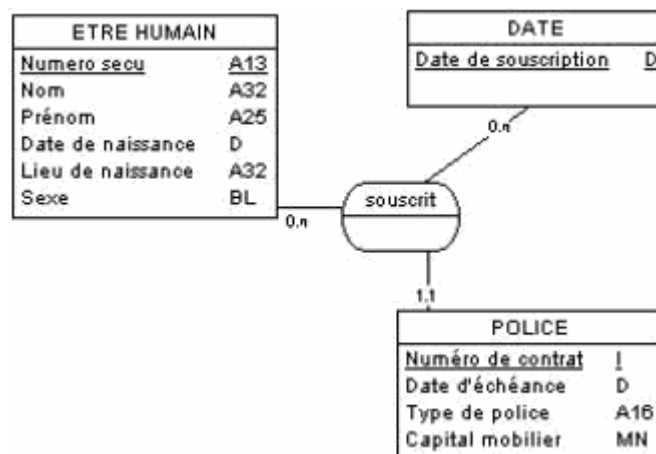 ETRE HUMAIN
Numero secu A13
Nom A32
Prénom A25
Date de naissance D
Lieu de naissance A32
Sexe BL
DATE
Date de souscription D
0.n
souscrit
0.n
1.1
POLICE
Numéro de contrat I
Date d'échéance D
Type de police A16
Capital mobilier MN